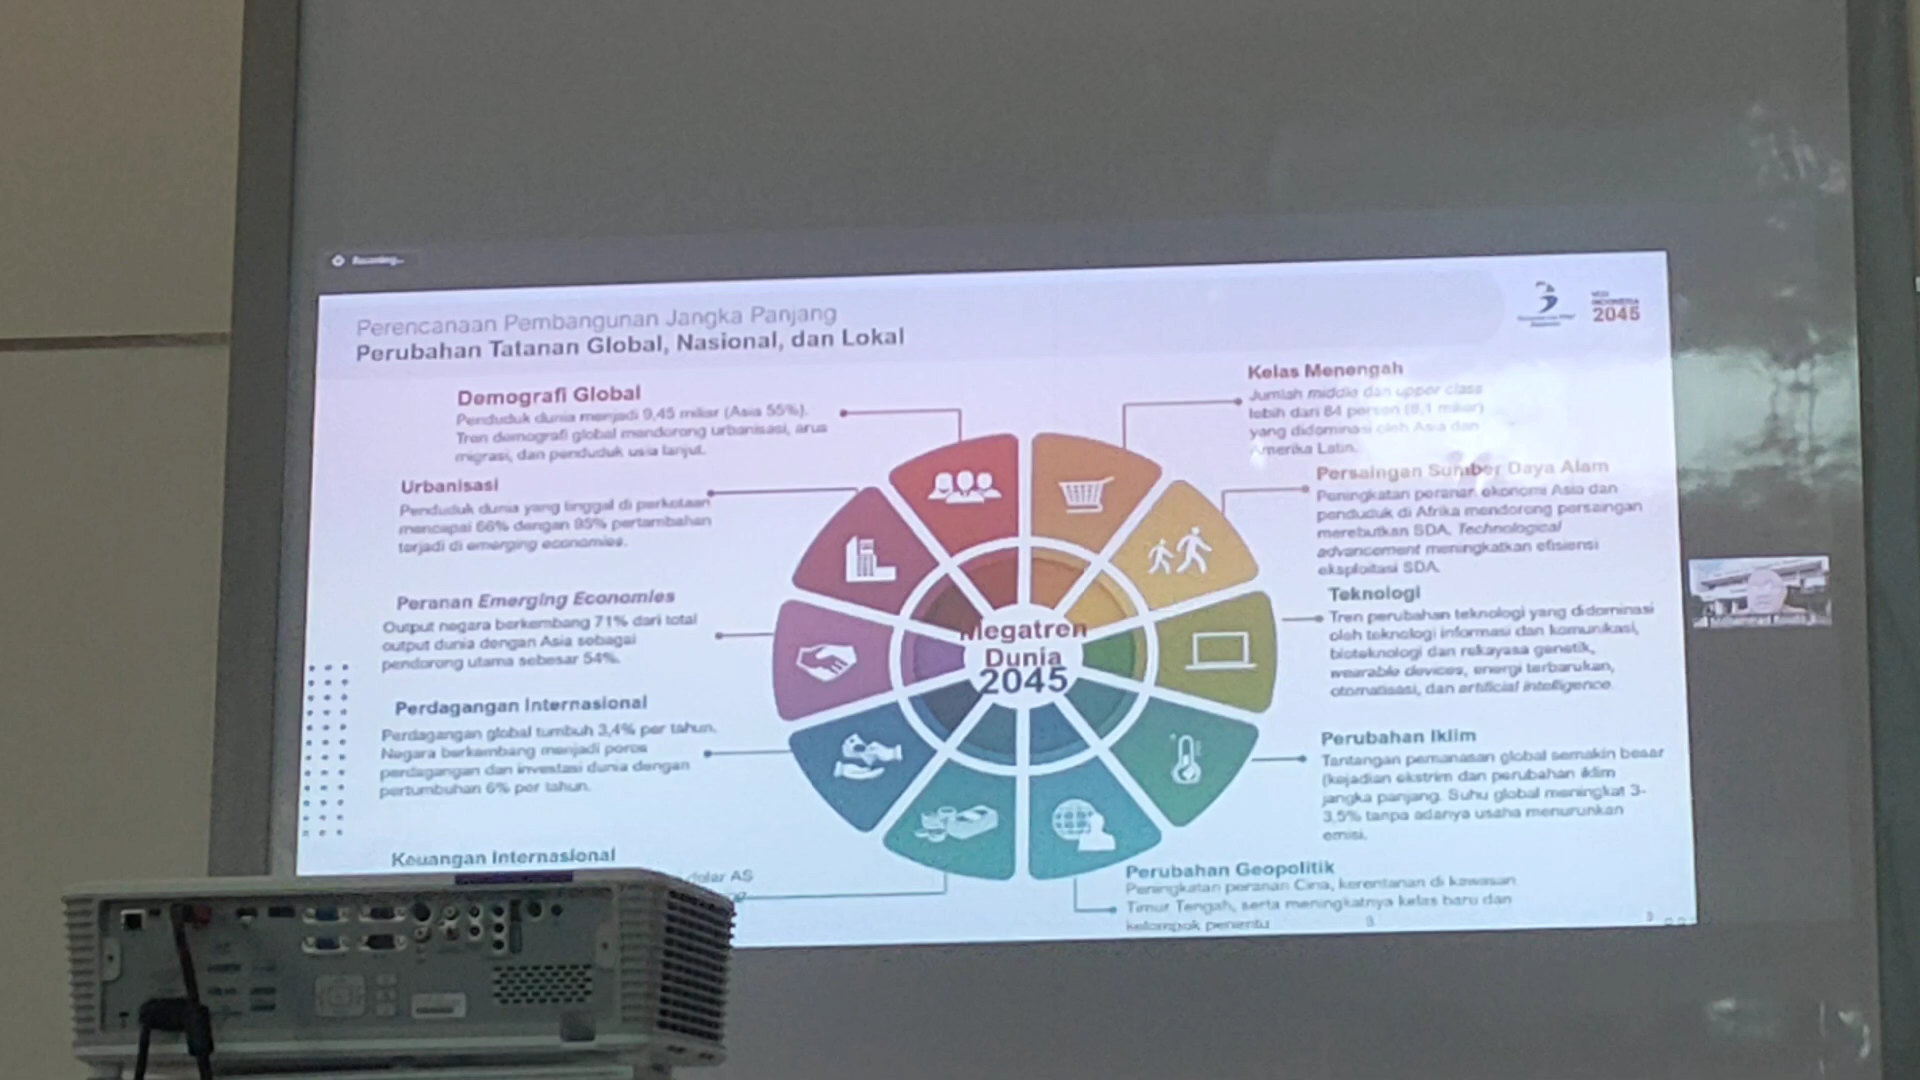 Recording...
Perencanaan Pembangunan Jangka Panjang
Perubahan Tatanan Global, Nasional, dan Lokal
VISI
INDONESIA
2045
Demografi Global
Penduduk dunia menjadi 9,45 miliar (Asia 55%).
Tren demografi global mendorong urbanisasi, arus
migrasi, dan penduduk usia lanjut.
Urbanisasi
Penduduk dunia yang tinggal di perkotaan
mencapai 66% dengan 95% pertambahan
terjadi di emerging economies.
Peranan Emerging Economies
Output negara berkembang 71% dari total
output dunia dengan Asia sebagai
pendorong utama sebesar 54%.
Perdagangan Internasional
Perdagangan global tumbuh 3,4% per tahun.
Negara berkembang menjadi poros
perdagangan dan investasi dunia dengan
pertumbuhan 6% per tahun.
Keuangan Internasional
dolar AS
Megatren
Dunia
2045
Kelas Menengah
Jumlah middle dan upper class
lebih dari 84 persen
yang didominasi oleh Asia dan
Amerika Latin.
Persaingan Sumber Daya Alam
Peningkatan peranan ekonomi Asia dan
penduduk di Afrika mendorong persaingan
merebutkan SDA. Technological
advancement meningkatkan efisiensi
eksploitasi SDA.
Teknologi
Tren perubahan teknologi yang didominasi
oleh teknologi informasi dan komunikasi,
bioteknologi dan rekayasa genetik,
wearable devices, energi terbarukan,
otomatisasi, dan artificial intelligence.
Perubahan Iklim
Tantangan pemanasan global semakin besar
(kejadian ekstrim dan perubahan iklim
jangka panjang. Suhu global meningkat 3-
3,5% tanpa adanya usaha menurunkan
emisi.
Perubahan Geopolitik
Peningkatan peranan Cina, kerentanan di kawasan
Timur Tengah, serta meningkatnya kelas baru dan
kelompok penentu